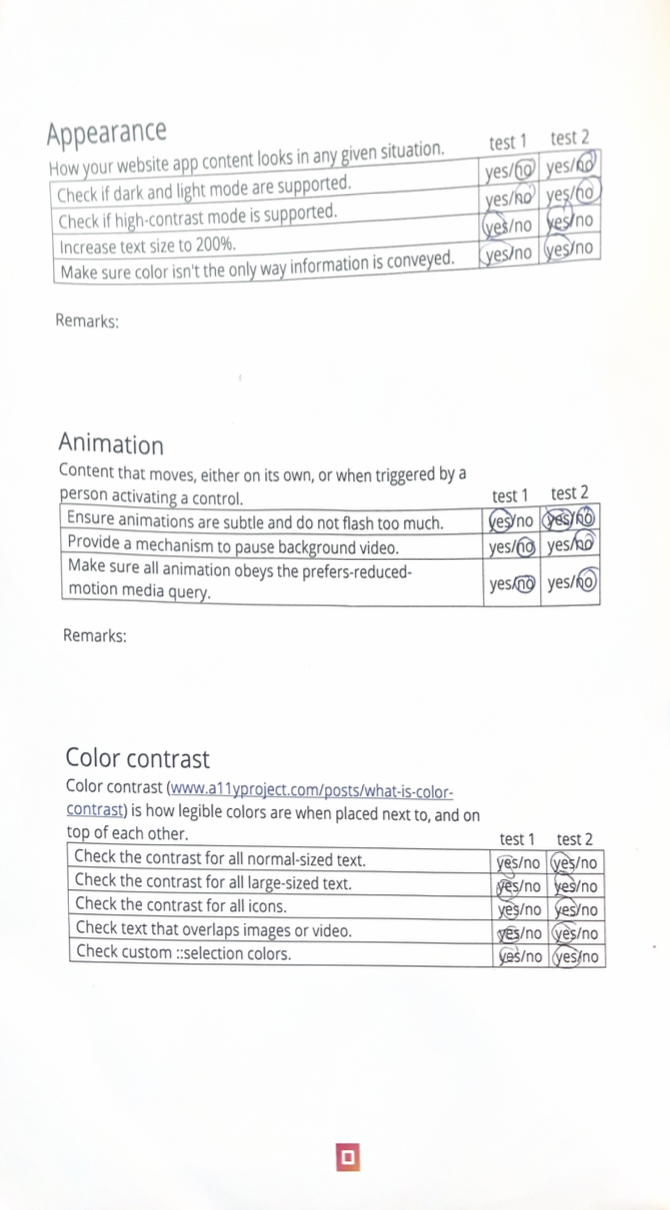 Appearance
How your website app content looks in any given situation. test 1 test 2
Check if dark and light mode are supported. yes/no yes/no
Check if high-contrast mode is supported. yes/no yes/no
Increase text size to 200%. yes/no yes/no
Make sure color isn't the only way information is conveyed. yes/no yes/no
Remarks:
Animation
Content that moves, either on its own, or when triggered by a
person activating a control. test 1 test 2
Ensure animations are subtle and do not flash too much. yes/no yes/no
Provide a mechanism to pause background video. yes/no yes/no
Make sure all animation obeys the prefers-reduced-
motion media query. yes/no yes/no
Remarks:
Color contrast
Color contrast (www.a11yproject.com/posts/what-is-color-
contrast) is how legible colors are when placed next to, and on
top of each other. test 1 test 2
Check the contrast for all normal-sized text. yes/no yes/no
Check the contrast for all large-sized text. yes/no yes/no
Check the contrast for all icons. yes/no yes/no
Check text that overlaps images or video. yes/no yes/no
Check custom ::selection colors. yes/no yes/no